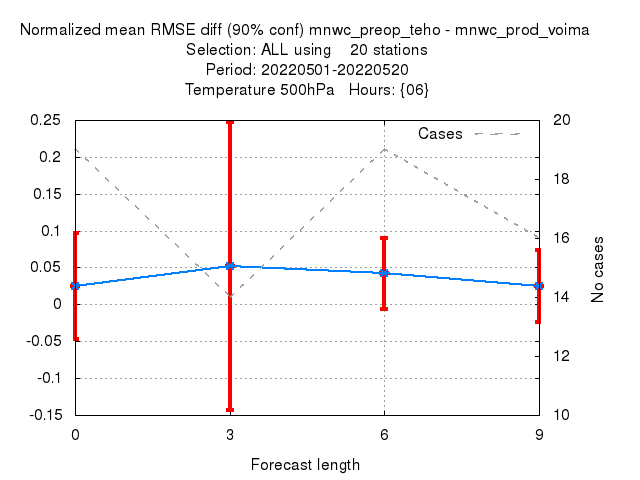 Normalized mean RMSE diff (90% conf) mnwc_preop_teho - mnwc_prod_voima
Selection: ALL using    20 stations
Period: 20220501-20220520
Temperature 500hPa   Hours: {06}
Cases
0.25
0.2
0.15
0.1
0.05
0
-0.05
-0.1
-0.15
20
18
16
14
12
10
No cases
0
3
6
9
Forecast length